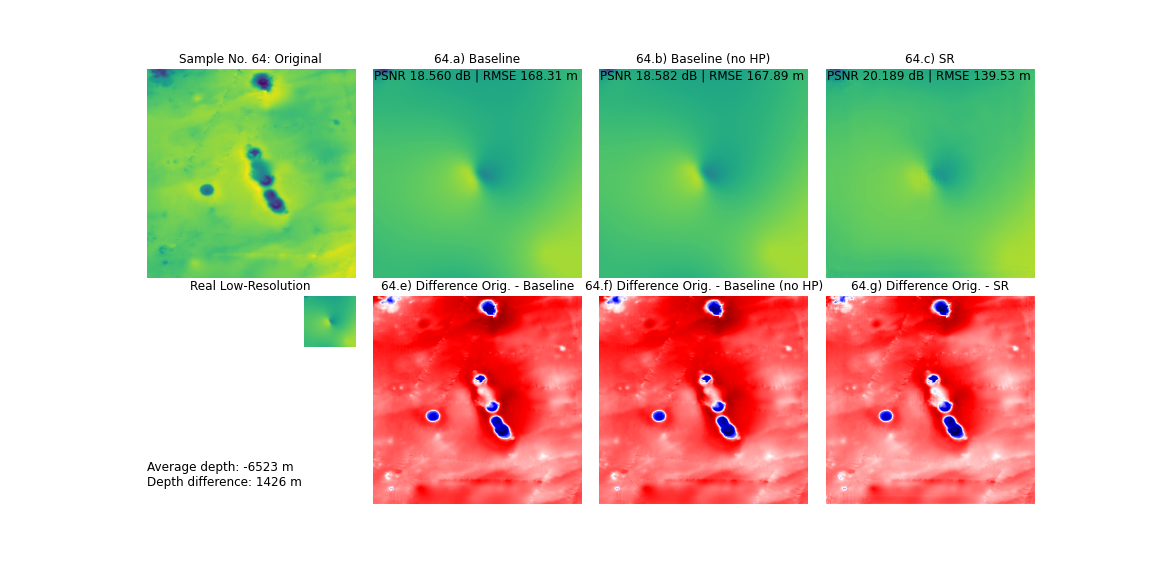 Sample No. 64: Original
64.a) Baseline
64.b) Baseline (no HP)
64.c) SR
PSNR 18.560 dB | RMSE 168.31 m
PSNR 18.582 dB | RMSE 167.89 m
PSNR 20.189 dB | RMSE 139.53 m
Real Low-Resolution
64.e) Difference Orig. - Baseline
64.f) Difference Orig. - Baseline (no HP)
64.g) Difference Orig. - SR
Average depth: -6523 m
Depth difference: 1426 m